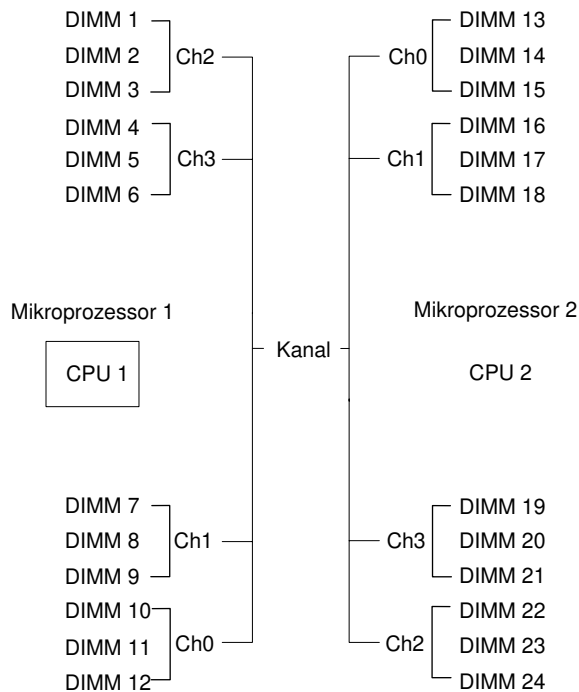 DIMM 1
DIMM 2
DIMM 3
Ch2
DIMM 4
DIMM 5
DIMM 6
Ch3
Mikroprozessor 1
CPU 1
DIMM 7
DIMM 8
DIMM 9
Ch1
DIMM 10
DIMM 11
DIMM 12
Ch0
Kanal
DIMM 13
DIMM 14
DIMM 15
Ch0
DIMM 16
DIMM 17
DIMM 18
Ch1
Mikroprozessor 2
CPU 2
DIMM 19
DIMM 20
DIMM 21
Ch3
DIMM 22
DIMM 23
DIMM 24
Ch2